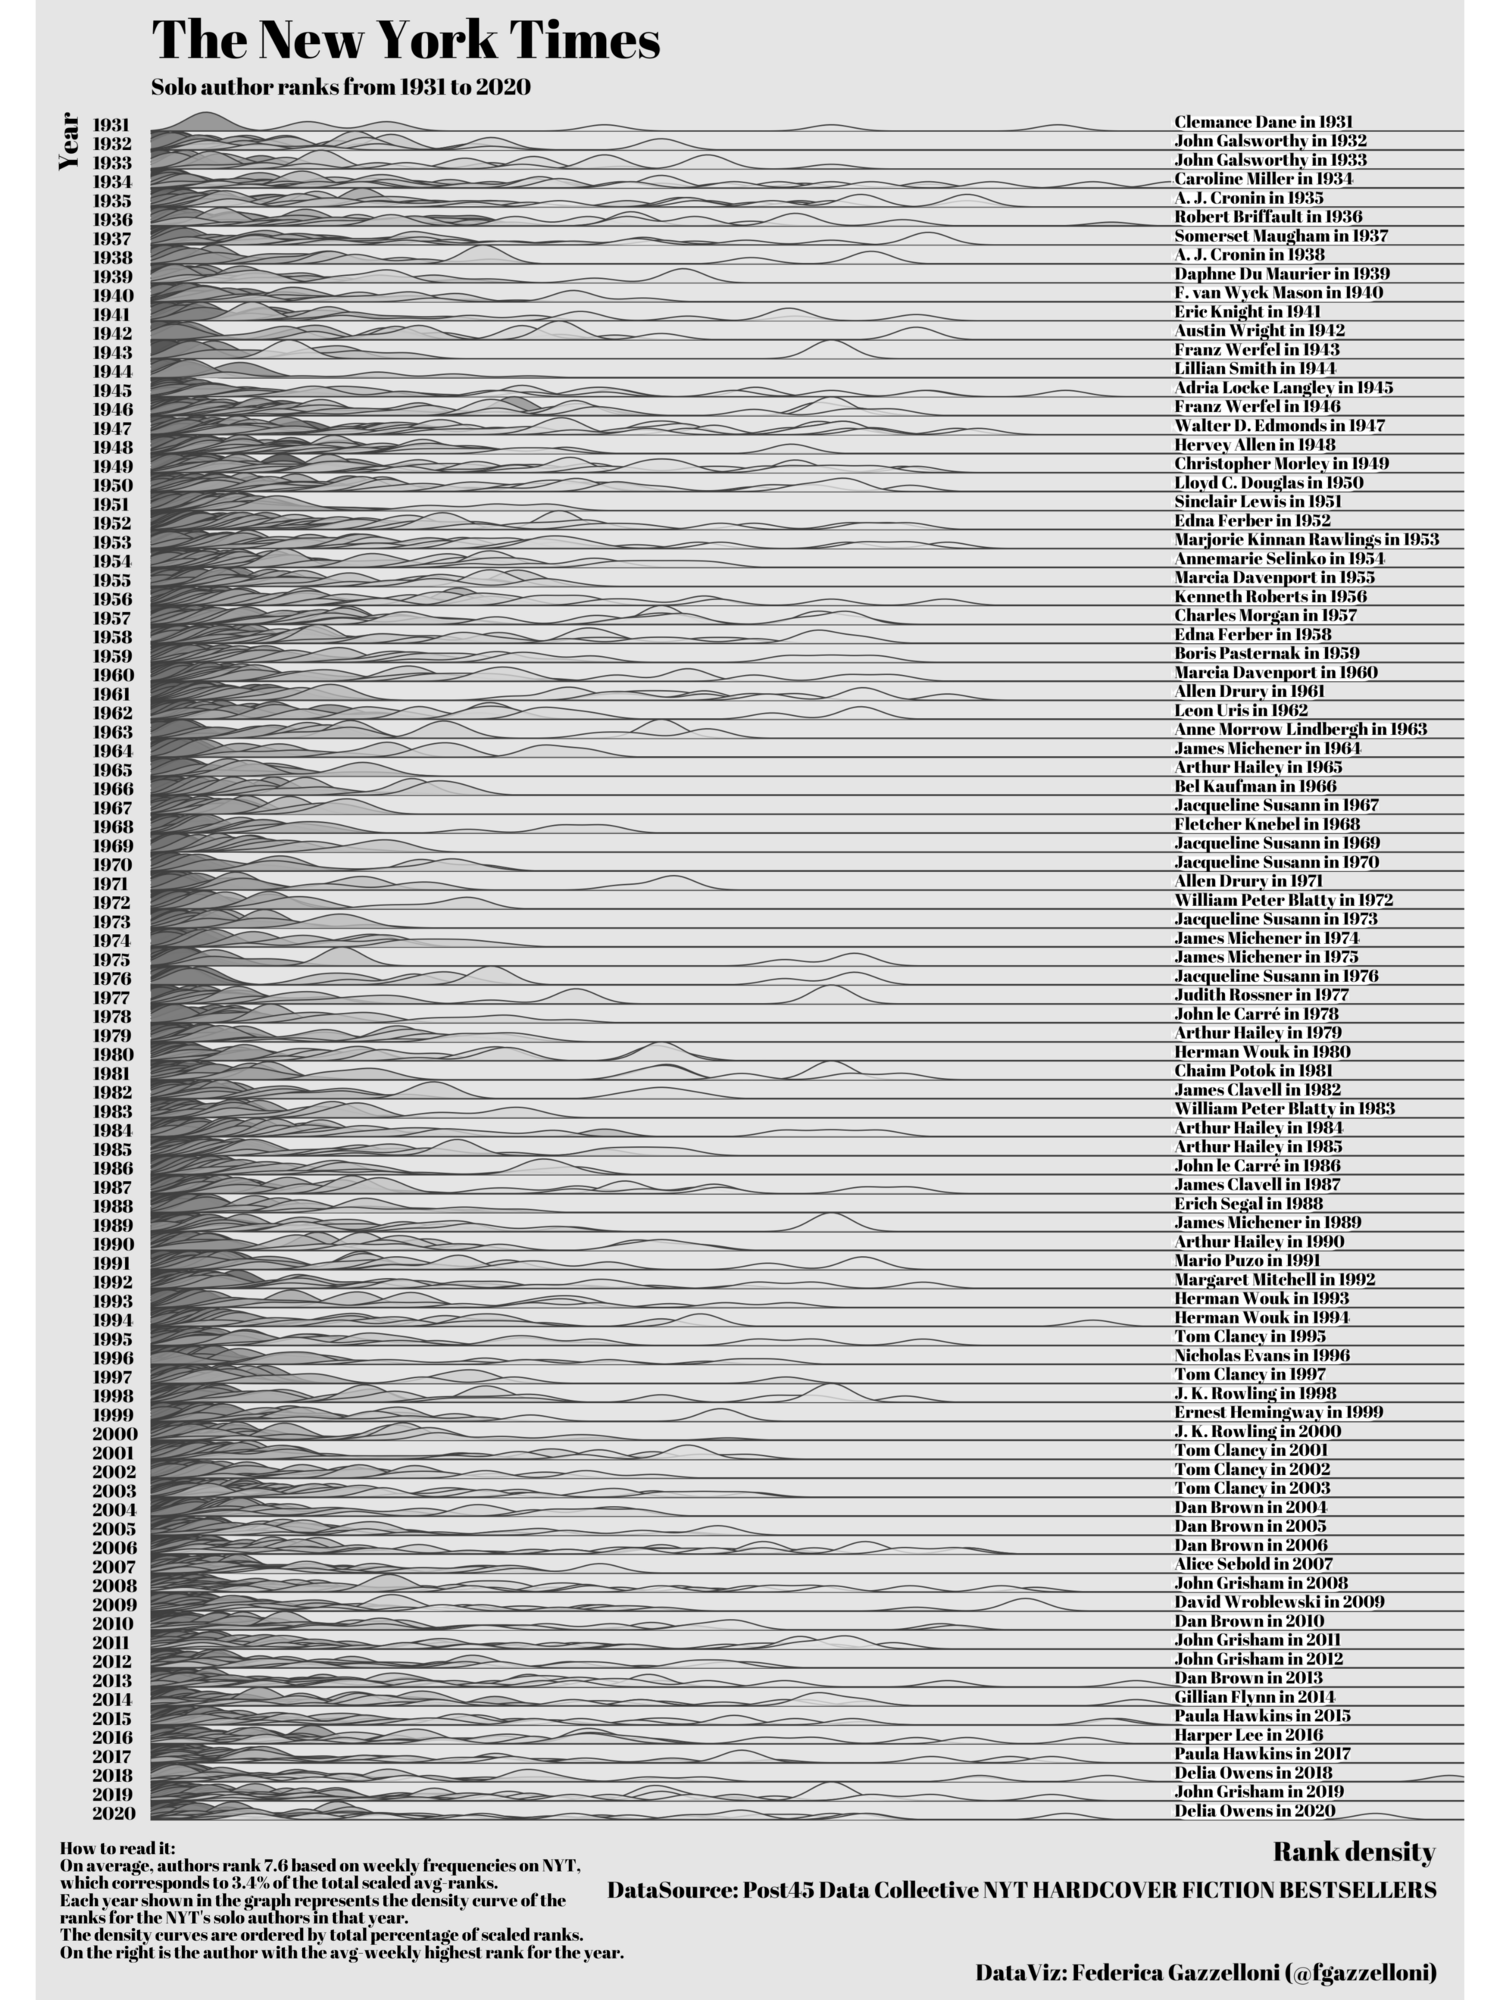 The New York Times
Solo author ranks from 1931 to 2020
Year
1931 Clemance Dane in 1931
1932 John Galsworthy in 1932
1933 John Galsworthy in 1933
1934 Caroline Miller in 1934
1935 A. J. Cronin in 1935
1936 Robert Briffault in 1936
1937 Somerset Maugham in 1937
1938 A. J. Cronin in 1938
1939 Daphne Du Maurier in 1939
1940 F. van Wyck Mason in 1940
1941 Eric Knight in 1941
1942 Austin Wright in 1942
1943 Franz Werfel in 1943
1944 Lillian Smith in 1944
1945 Adria Locke Langley in 1945
1946 Franz Werfel in 1946
1947 Walter D. Edmonds in 1947
1948 Hervey Allen in 1948
1949 Christopher Morley in 1949
1950 Lloyd C. Douglas in 1950
1951 Sinclair Lewis in 1951
1952 Edna Ferber in 1952
1953 Marjorie Kinnan Rawlings in 1953
1954 Annemarie Selinko in 1954
1955 Marcia Davenport in 1955
1956 Kenneth Roberts in 1956
1957 Charles Morgan in 1957
1958 Edna Ferber in 1958
1959 Boris Pasternak in 1959
1960 Marcia Davenport in 1960
1961 Allen Drury in 1961
1962 Leon Uris in 1962
1963 Anne Morrow Lindbergh in 1963
1964 James Michener in 1964
1965 Arthur Hailey in 1965
1966 Bel Kaufman in 1966
1967 Jacqueline Susann in 1967
1968 Fletcher Knebel in 1968
1969 Jacqueline Susann in 1969
1970 Jacqueline Susann in 1970
1971 Allen Drury in 1971
1972 William Peter Blatty in 1972
1973 Jacqueline Susann in 1973
1974 James Michener in 1974
1975 James Michener in 1975
1976 Jacqueline Susann in 1976
1977 Judith Rossner in 1977
1978 John le Carré in 1978
1979 Arthur Hailey in 1979
1980 Herman Wouk in 1980
1981 Chaim Potok in 1981
1982 James Clavell in 1982
1983 William Peter Blatty in 1983
1984 Arthur Hailey in 1984
1985 Arthur Hailey in 1985
1986 John le Carré in 1986
1987 James Clavell in 1987
1988 Erich Segal in 1988
1989 James Michener in 1989
1990 Arthur Hailey in 1990
1991 Mario Puzo in 1991
1992 Margaret Mitchell in 1992
1993 Herman Wouk in 1993
1994 Herman Wouk in 1994
1995 Tom Clancy in 1995
1996 Nicholas Evans in 1996
1997 Tom Clancy in 1997
1998 J. K. Rowling in 1998
1999 Ernest Hemingway in 1999
2000 J. K. Rowling in 2000
2001 Tom Clancy in 2001
2002 Tom Clancy in 2002
2003 Tom Clancy in 2003
2004 Dan Brown in 2004
2005 Dan Brown in 2005
2006 Dan Brown in 2006
2007 Alice Sebold in 2007
2008 John Grisham in 2008
2009 David Wroblewski in 2009
2010 Dan Brown in 2010
2011 John Grisham in 2011
2012 John Grisham in 2012
2013 Dan Brown in 2013
2014 Gillian Flynn in 2014
2015 Paula Hawkins in 2015
2016 Harper Lee in 2016
2017 Paula Hawkins in 2017
2018 Delia Owens in 2018
2019 John Grisham in 2019
2020 Delia Owens in 2020
Rank density
How to read it:
On average, authors rank 7.6 based on weekly frequencies on NYT,
which corresponds to 3.4% of the total scaled avg-ranks.
Each year shown in the graph represents the density curve of the
ranks for the NYT's solo authors in that year.
The density curves are ordered by total percentage of scaled ranks.
On the right is the author with the avg-weekly highest rank for the year.
DataSource: Post45 Data Collective NYT HARDCOVER FICTION BESTSELLERS
DataViz: Federica Gazzelloni (@fgazzelloni)